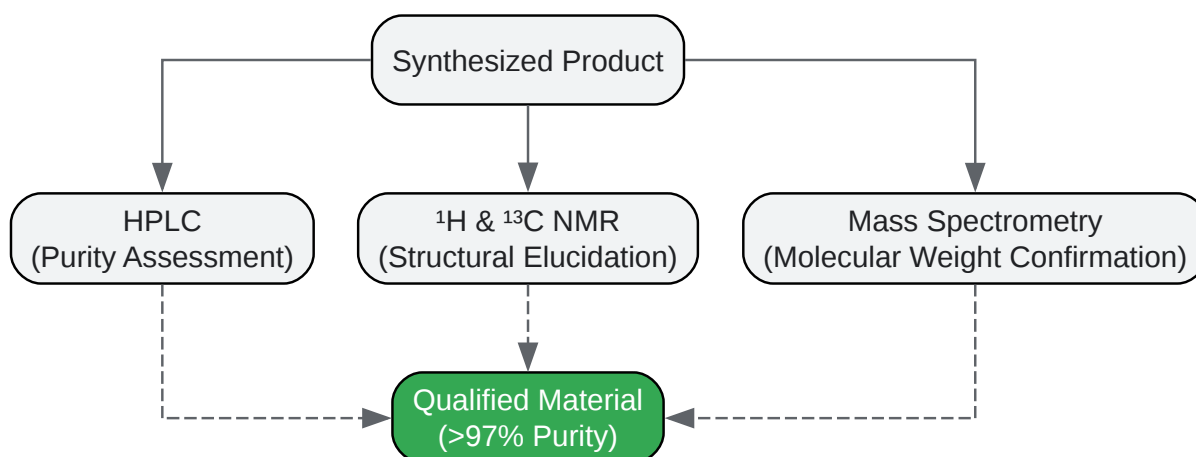 Synthesized Product
HPLC
(Purity Assessment)
¹H & ¹³C NMR
(Structural Elucidation)
Mass Spectrometry
(Molecular Weight Confirmation)
Qualified Material
(>97% Purity)